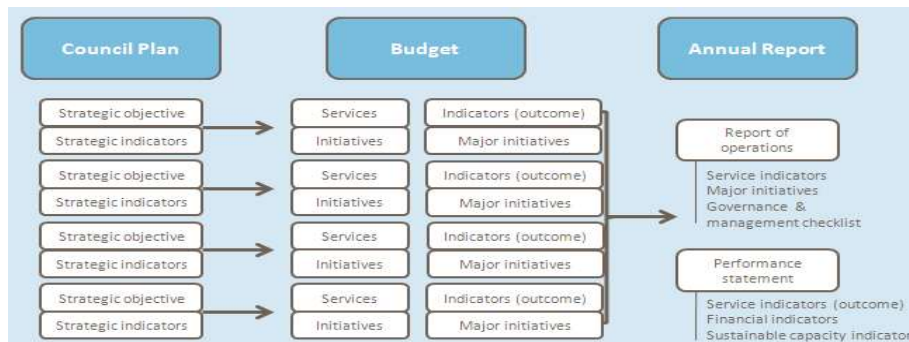 Council Plan
Budget
Annual Report
Strategic objective
Strategic indicators
Services
Initiatives
Indicators (outcome)
Major initiatives
Strategic objective
Strategic indicators
Services
Initiatives
Indicators (outcome)
Major initiatives
Strategic objective
Strategic indicators
Services
Initiatives
Indicators (outcome)
Major initiatives
Strategic objective
Strategic indicators
Services
Initiatives
Indicators (outcome)
Major initiatives
Report of
operations
Service indicators
Major initiatives
Governance &
management checklist
Performance
statement
Service indicators (outcome)
Financial indicators
Sustainable capacity indicator